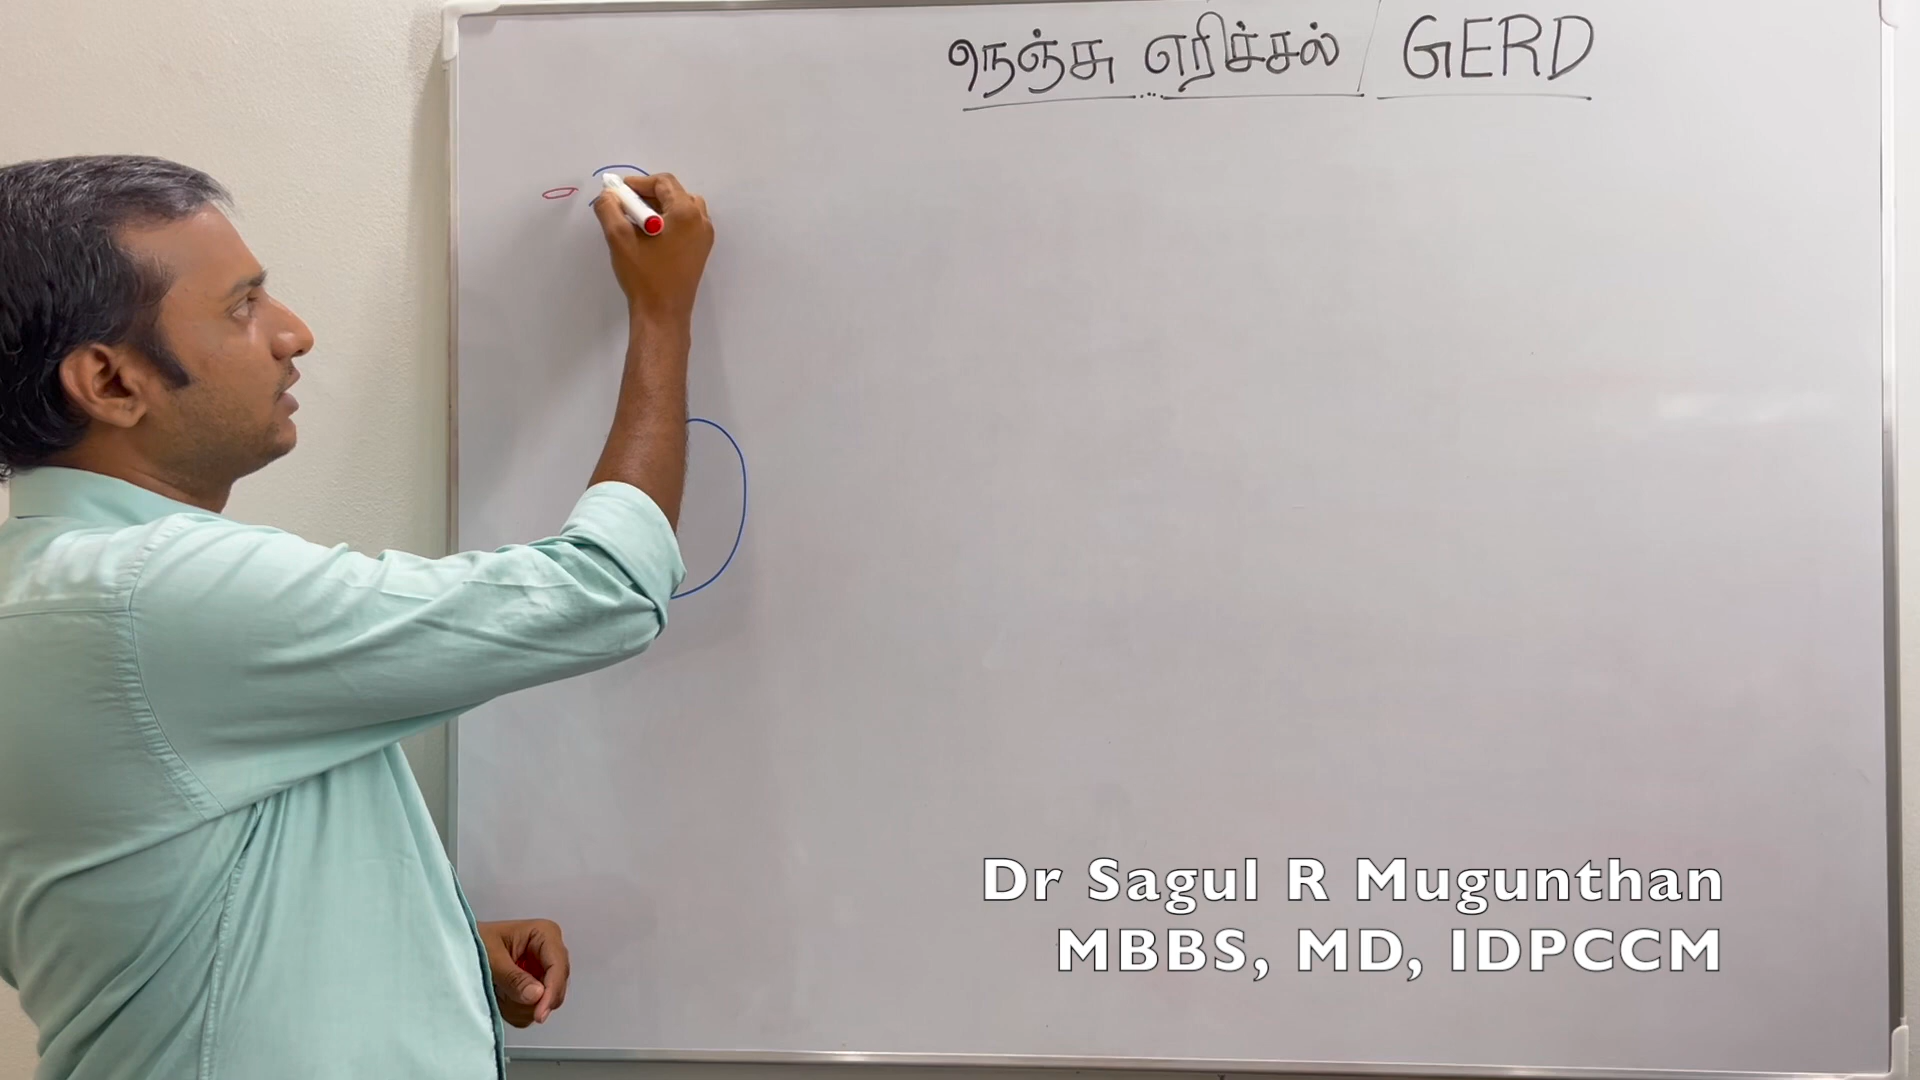 நெஞ்சு எரிச்சல் / GERD
Dr Sagul R Mugunthan
MBBS, MD, IDPCCM